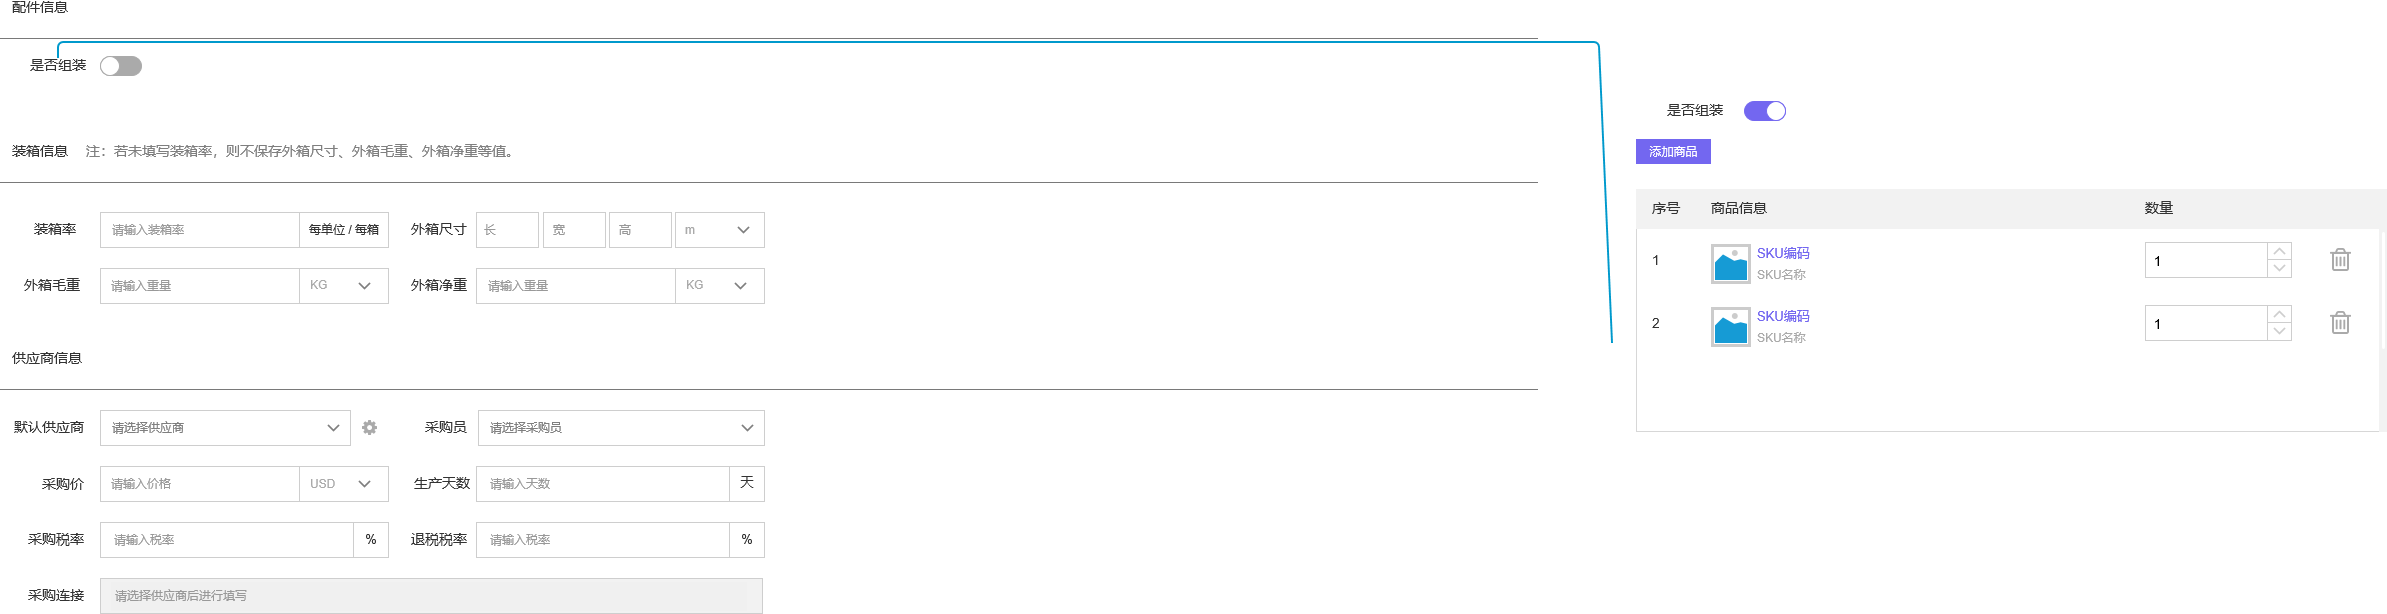 配件信息
是否组装
装箱信息 注：若未填写装箱率，则不保存外箱尺寸、外箱毛重、外箱净重等值。
装箱率 请输入装箱率 每单位 / 每箱 外箱尺寸 长 宽 高 m
外箱毛重 请输入重量 KG 外箱净重 请输入重量 KG
供应商信息
默认供应商 请选择供应商 采购员 请选择采购员
采购价 请输入价格 USD 生产天数 请输入天数 天
采购税率 请输入税率 % 退税税率 请输入税率 %
采购连接 请选择供应商后进行填写
是否组装
添加商品
序号 商品信息 数量
1 SKU编码 1
SKU名称
2 SKU编码 1
SKU名称